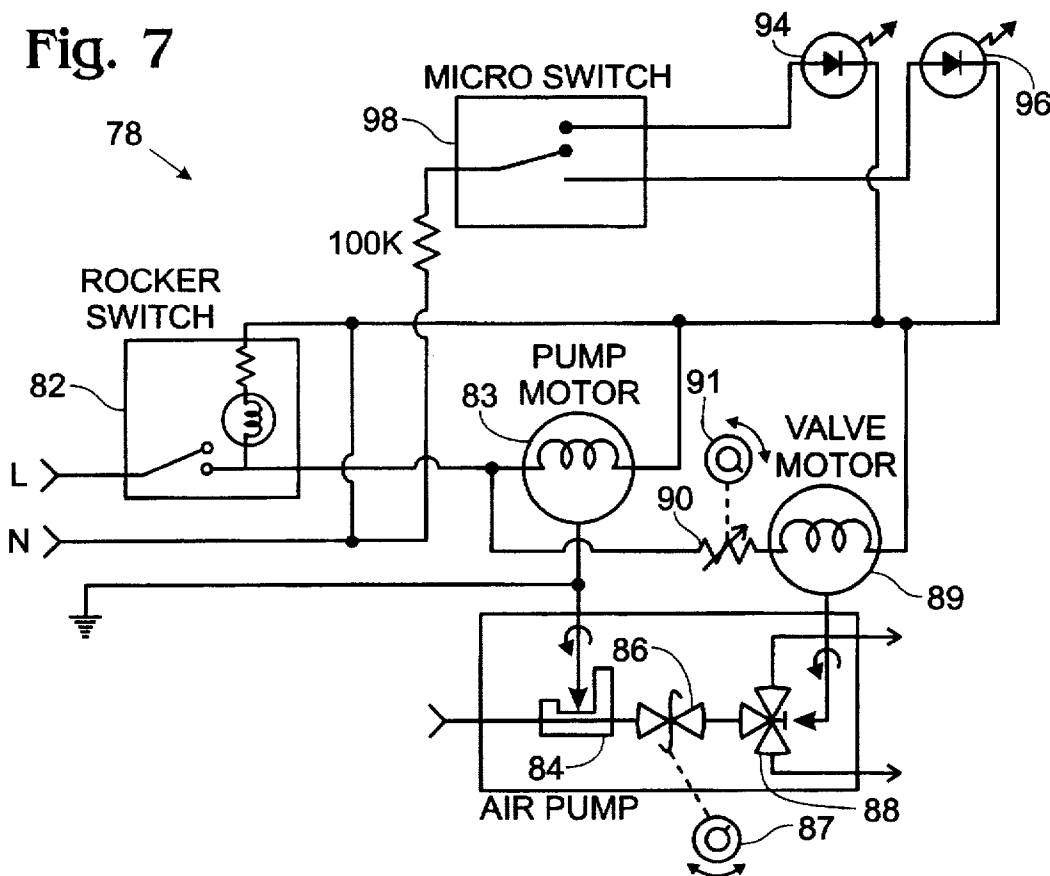 Fig. 7
94
MICRO SWITCH
96
98
78
100K
ROCKER
SWITCH
PUMP
MOTOR
82
83
91
VALVE
MOTOR
L
90
N
89
86
84
AIR PUMP
88
87